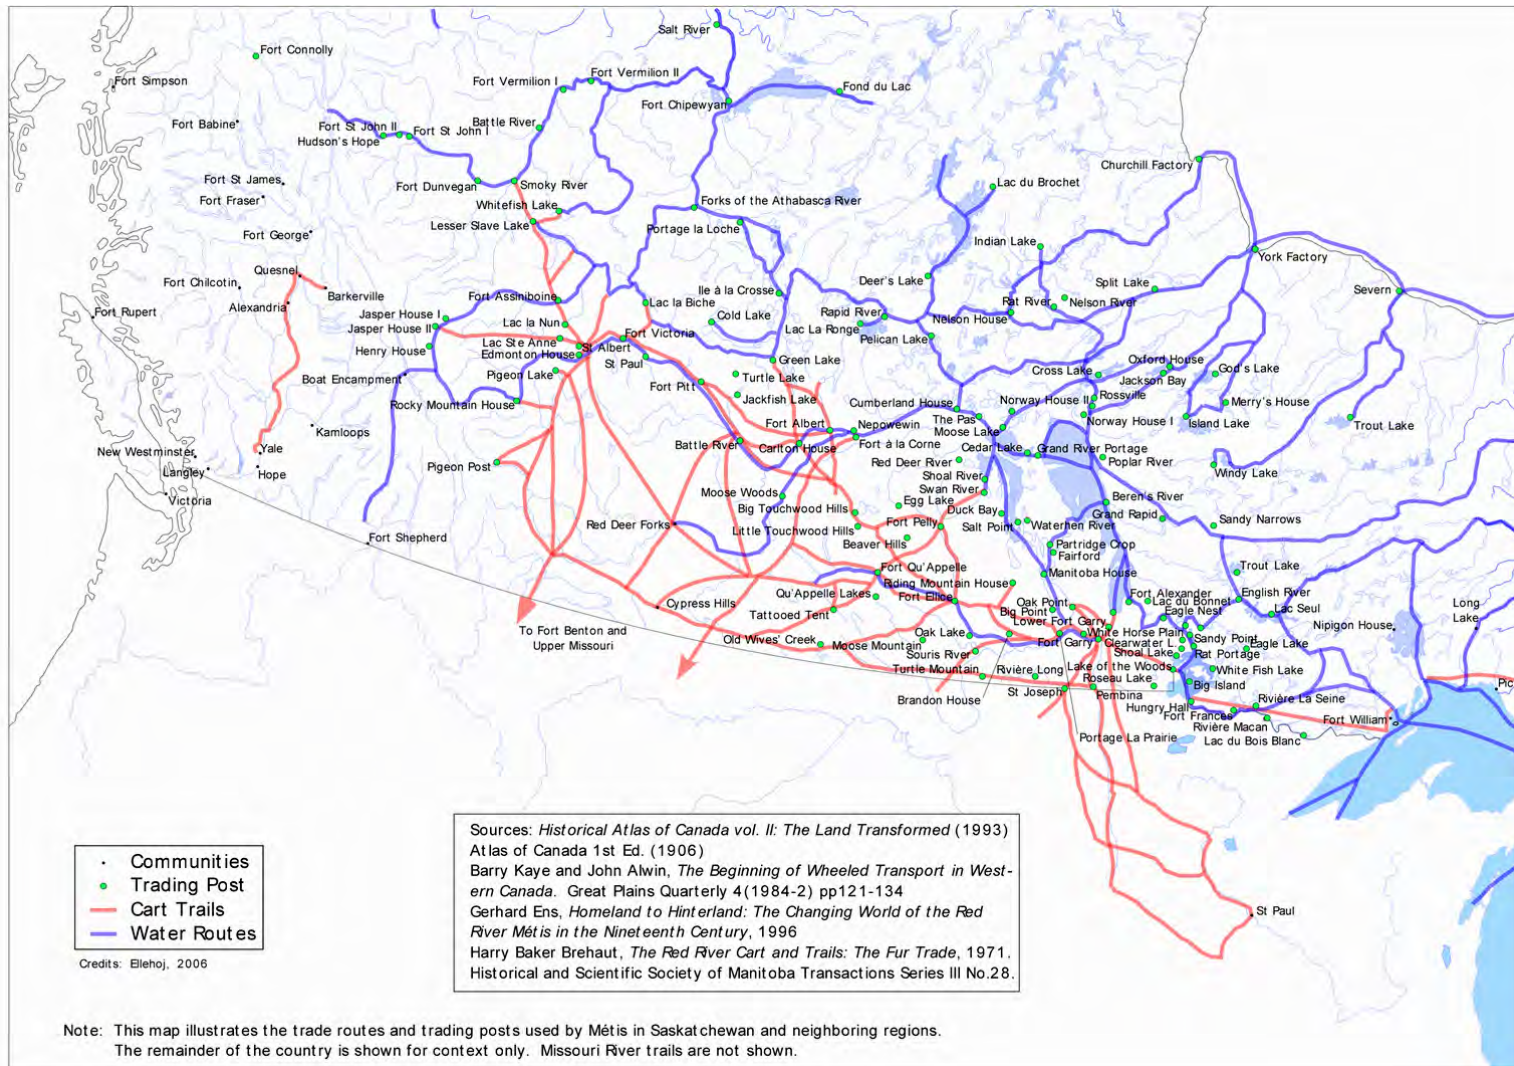 Salt River
Fort Connolly
Fort Simpson
Fort Vermilion I
Fort Vermilion II
Fond du Lac
Fort Chipewyan
Fort Babine
Fort St John II
Fort St John I
Hudson's Hope
Battle River
Churchill Factory
Fort St James
Fort Dunvegan
Smoky River
Lac du Brochet
Fort Fraser
Whitefish Lake
Forks of the Athabasca River
Lesser Slave Lake
Portage la Loche
Fort George
Indian Lake
York Factory
Quesnel
Fort Chilcotin
Barkerville
Deer's Lake
Split Lake
Severn
Fort Assiniboine
Ile à la Crosse
Lac la Biche
Rat River
Nelson River
Alexandria
Fort Rupert
Jasper House I
Jasper House II
Lac la Nun
Cold Lake
Rapid River
Nelson House
Lac La Ronge
Fort Victoria
Pelican Lake
Henry House
Lac Ste Anne
St Albert
Edmonton House
St Paul
Green Lake
Oxford House
Boat Encampment
Pigeon Lake
Turtle Lake
Cross Lake
Jackson Bay
God's Lake
Fort Pitt
Jackfish Lake
Rocky Mountain House
Cumberland House
Norway House II
Rossville
Merry's House
The Pas
Norway House I
Island Lake
Trout Lake
Kamloops
Fort Albert
Nepowewin
Moose Lake
Battle River
Carlton House
Fort à la Corne
Cedar Lake
Grand River Portage
New Westminster
Yale
Pigeon Post
Red Deer River
Poplar River
Langley
Hope
Shoal River
Windy Lake
Victoria
Moose Woods
Swan River
Egg Lake
Beren's River
Big Touchwood Hills
Duck Bay
Grand Rapid
Red Deer Forks
Little Touchwood Hills
Fort Pelly
Salt Point
Waterhen River
Sandy Narrows
Fort Shepherd
Beaver Hills
Partridge Crop
Fairford
Fort Qu'Appelle
Manitoba House
Trout Lake
Riding Mountain House
Qu'Appelle Lakes
Fort Ellice
Fort Alexander
English River
Lac du Bonnet
Oak Point
Cypress Hills
Tattooed Tent
Big Point
Eagle Nest
Lac Seul
Long
Lake
Lower Fort Garry
Nipigon House
To Fort Benton and
Upper Missouri
Old Wives' Creek
Moose Mountain
Oak Lake
Fort Garry
White Horse Plain
Clearwater L.
Sandy Point
Eagle Lake
Souris River
Shoal Lake
Rat Portage
Turtle Mountain
Rivière Long
Lake of the Woods
White Fish Lake
Roseau Lake
Big Island
Pic
Brandon House
St Joseph
Pembina
Hungry Hall
Rivière La Seine
Fort Frances
Fort William
Rivière Macan
Portage La Prairie
Lac du Bois Blanc
St Paul
Communities
Trading Post
Cart Trails
Water Routes
Credits: Ellehoj, 2006
Sources: Historical Atlas of Canada vol. II: The Land Transformed (1993)
Atlas of Canada 1st Ed. (1906)
Barry Kaye and John Alwin, The Beginning of Wheeled Transport in West-
ern Canada. Great Plains Quarterly 4(1984-2) pp121-134
Gerhard Ens, Homeland to Hinterland: The Changing World of the Red
River Métis in the Nineteenth Century, 1996
Harry Baker Brehaut, The Red River Cart and Trails: The Fur Trade, 1971.
Historical and Scientific Society of Manitoba Transactions Series III No.28.
Note: This map illustrates the trade routes and trading posts used by Métis in Saskatchewan and neighboring regions.
The remainder of the country is shown for context only. Missouri River trails are not shown.